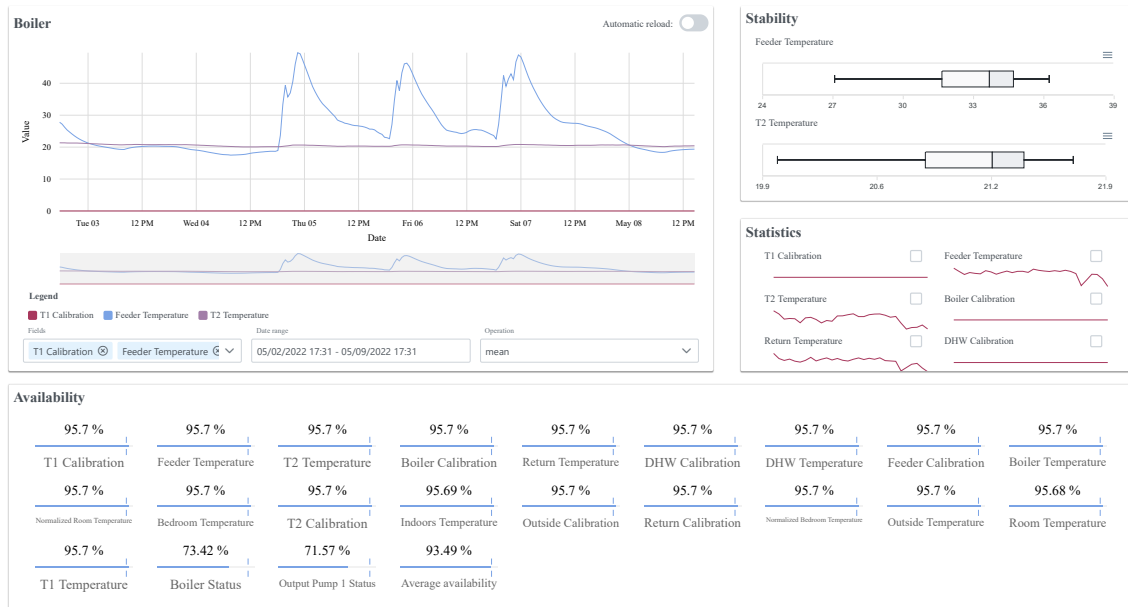 Boiler
Automatic reload:
Value
40
30
20
10
0
Tue 03 12 PM Wed 04 12 PM Thu 05 12 PM Fri 06 12 PM Sat 07 12 PM May 08 12 PM
Date
Legend
T1 Calibration Feeder Temperature T2 Temperature
Fields Date range Operation
T1 Calibration Feeder Temperature 05/02/2022 17:31 - 05/09/2022 17:31 mean
Stability
Feeder Temperature
24 27 30 33 36 39
T2 Temperature
19.9 20.6 21.2 21.9
Statistics
T1 Calibration Feeder Temperature
T2 Temperature Boiler Calibration
Return Temperature DHW Calibration
Availability
95.7 % 95.7 % 95.7 % 95.7 % 95.7 % 95.7 % 95.7 % 95.7 % 95.7 %
T1 Calibration Feeder Temperature T2 Temperature Boiler Calibration Return Temperature DHW Calibration DHW Temperature Feeder Calibration Boiler Temperature
95.7 % 95.7 % 95.7 % 95.69 % 95.7 % 95.7 % 95.7 % 95.7 % 95.68 %
Normalized Room Temperature Bedroom Temperature T2 Calibration Indoors Temperature Outside Calibration Return Calibration Normalized Bedroom Temperature Outside Temperature Room Temperature
95.7 % 73.42 % 71.57 % 93.49 %
T1 Temperature Boiler Status Output Pump 1 Status Average availability